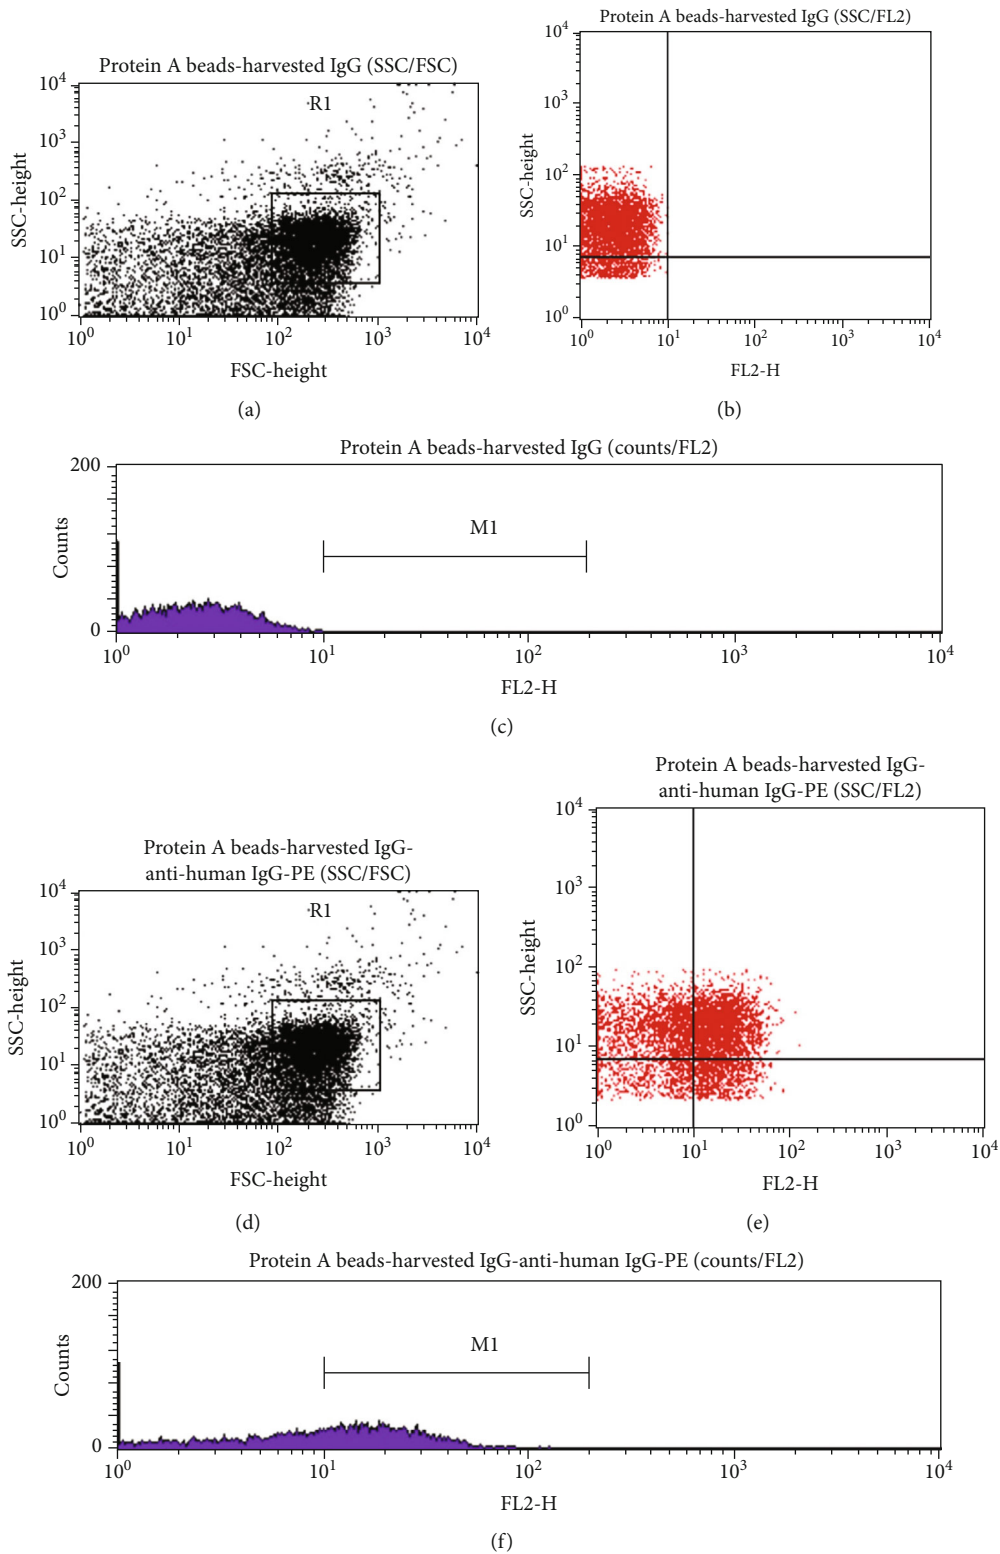 Protein A beads-harvested IgG (SSC/FSC)
R1
10^4
10^3
10^2
10^1
10^0
SSC-height
10^0 10^1 10^2 10^3 10^4
FSC-height
(a)
Protein A beads-harvested IgG (SSC/FL2)
10^4
10^3
10^2
10^1
10^0
SSC-height
10^0 10^1 10^2 10^3 10^4
FL2-H
(b)
Protein A beads-harvested IgG (counts/FL2)
200
M1
Counts
0
10^0 10^1 10^2 10^3 10^4
FL2-H
(c)
Protein A beads-harvested IgG-
anti-human IgG-PE (SSC/FSC)
R1
10^4
10^3
10^2
10^1
10^0
SSC-height
10^0 10^1 10^2 10^3 10^4
FSC-height
(d)
Protein A beads-harvested IgG-
anti-human IgG-PE (SSC/FL2)
10^4
10^3
10^2
10^1
10^0
SSC-height
10^0 10^1 10^2 10^3 10^4
FL2-H
(e)
Protein A beads-harvested IgG-anti-human IgG-PE (counts/FL2)
200
M1
Counts
0
10^0 10^1 10^2 10^3 10^4
FL2-H
(f)